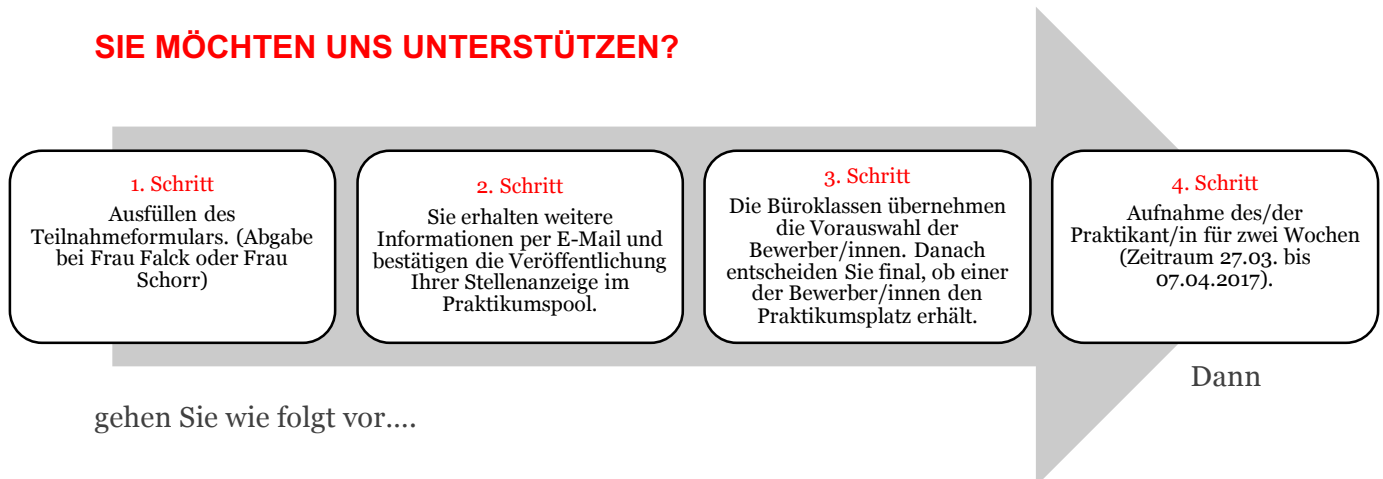 SIE MÖCHTEN UNS UNTERSTÜTZEN?
1. Schritt
Ausfüllen des
Teilnahmeformulars. (Abgabe
bei Frau Falck oder Frau
Schorr)
2. Schritt
Sie erhalten weitere
Informationen per E-Mail und
bestätigen die Veröffentlichung
Ihrer Stellenanzeige im
Praktikumspool.
3. Schritt
Die Büroklassen übernehmen
die Vorauswahl der
Bewerber/innen. Danach
entscheiden Sie final, ob einer
der Bewerber/innen den
Praktikumsplatz erhält.
4. Schritt
Aufnahme des/der
Praktikant/in für zwei Wochen
(Zeitraum 27.03. bis
07.04.2017).
Dann
gehen Sie wie folgt vor....